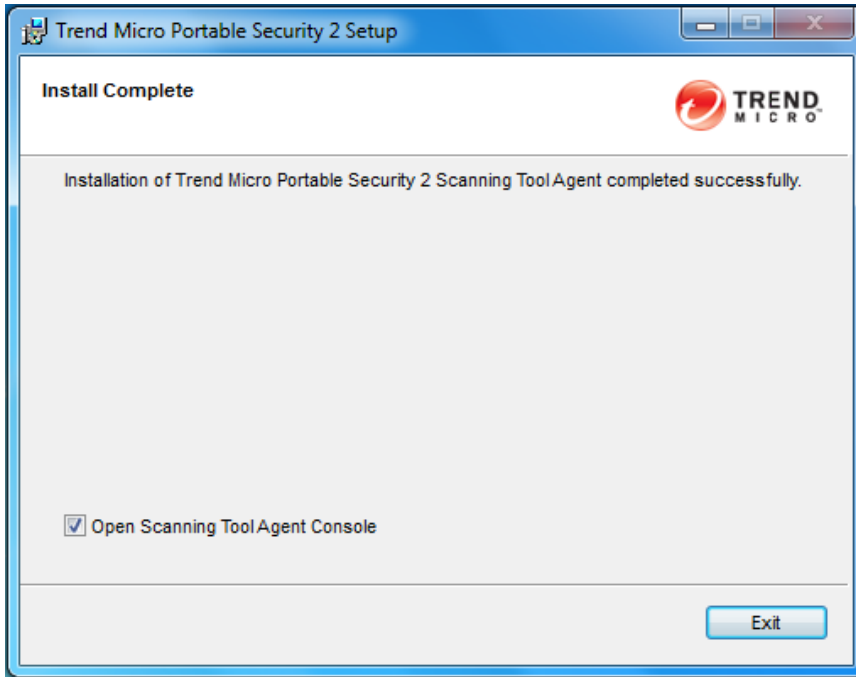 Trend Micro Portable Security 2 Setup
Install Complete
TREND
MICRO
Installation of Trend Micro Portable Security 2 Scanning Tool Agent completed successfully.
Open Scanning Tool Agent Console
Exit